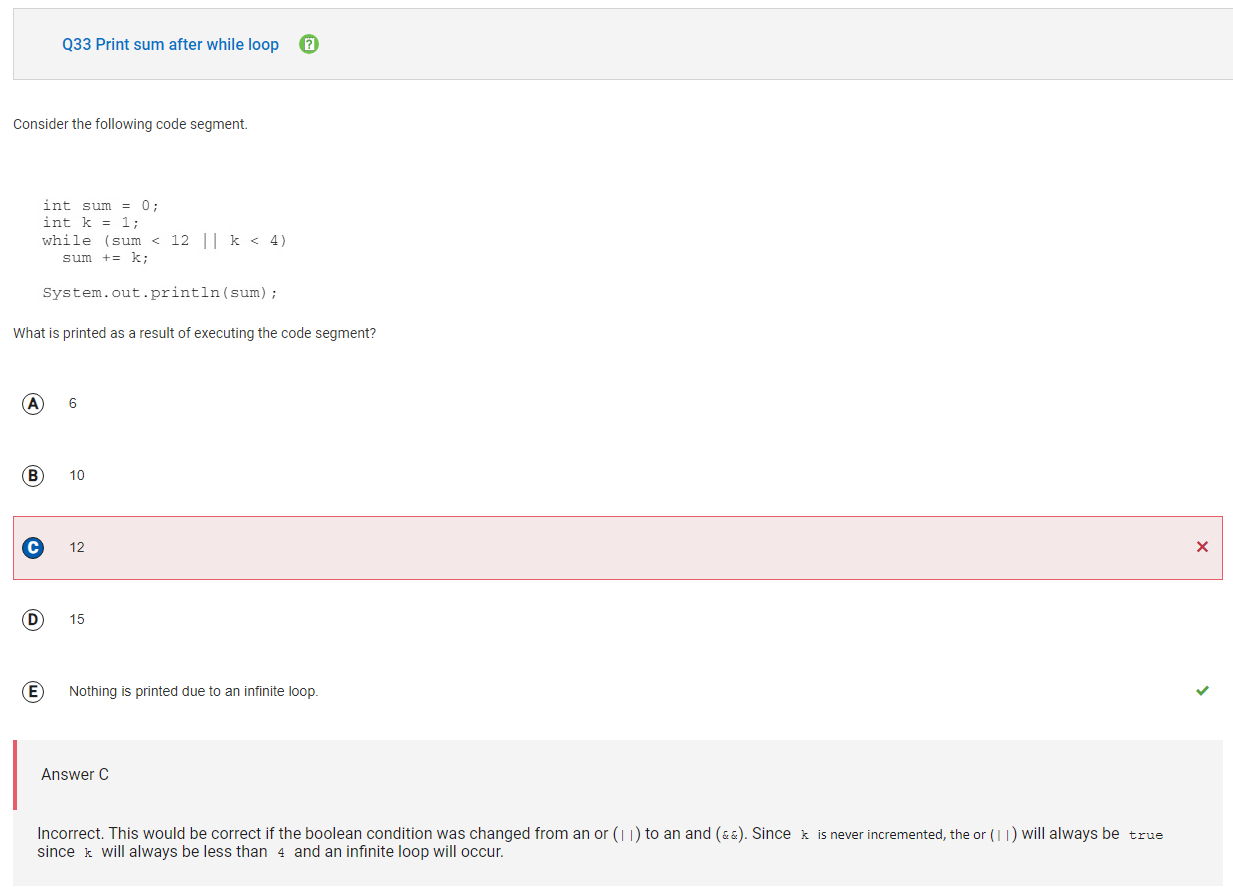 Q33 Print sum after while loop
Consider the following code segment.
int sum = 0;
int k = 1;
while (sum < 12 || k < 4)
sum += k;
System.out.println(sum);
What is printed as a result of executing the code segment?
A 6
B 10
C 12
D 15
E Nothing is printed due to an infinite loop.
Answer C
Incorrect. This would be correct if the boolean condition was changed from an or (||) to an and (&&). Since k is never incremented, the or (||) will always be true
since k will always be less than 4 and an infinite loop will occur.